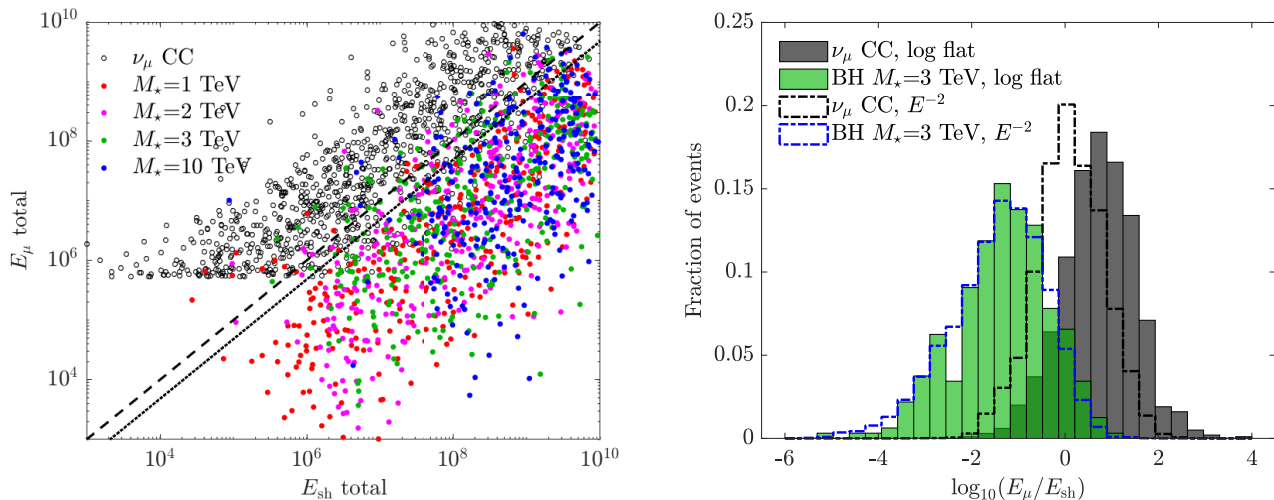 10^10
10^8
10^6
10^4
E_μ total
ν_μ CC
M_⋆=1 TeV
M_⋆=2 TeV
M_⋆=3 TeV
M_⋆=10 TeV
10^4 10^6 10^8 10^10
E_sh total
0.25
0.2
0.15
0.1
0.05
0
Fraction of events
ν_μ CC, log flat
BH M_⋆=3 TeV, log flat
ν_μ CC, E^−2
BH M_⋆=3 TeV, E^−2
-6 -4 -2 0 2 4
log_10(E_μ/E_sh)